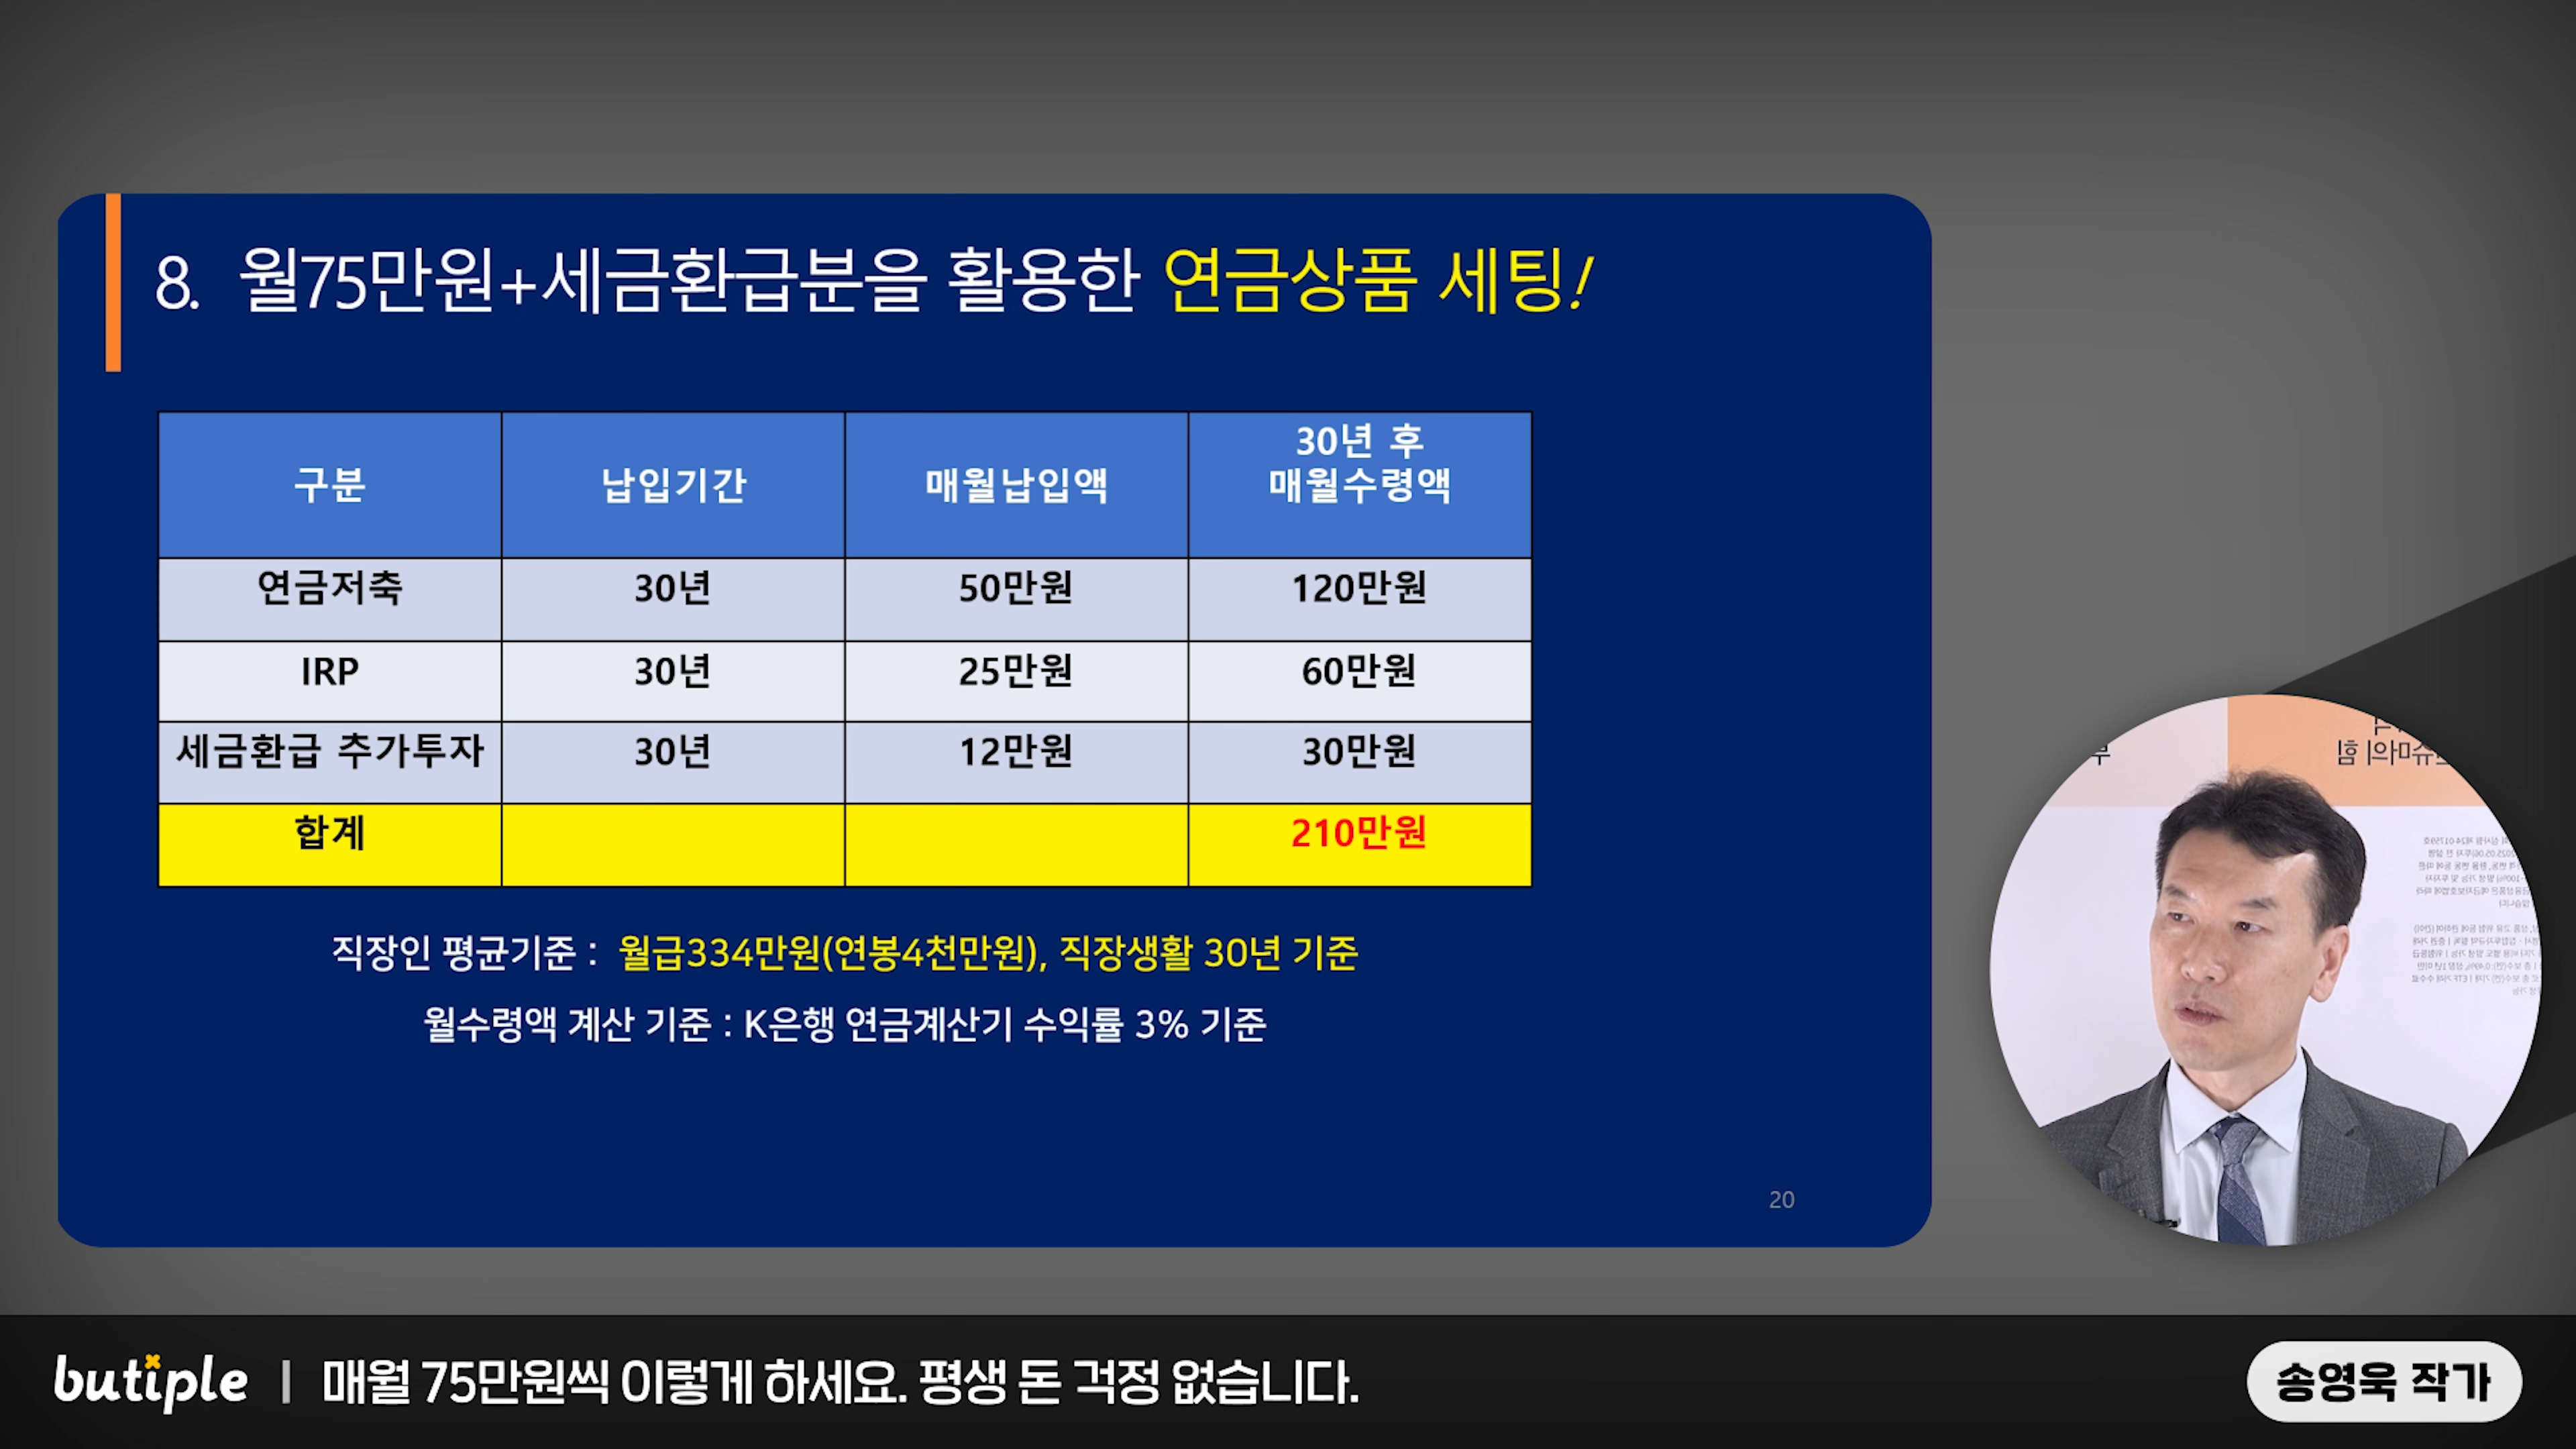 8. 월75만원+세금환급분을 활용한 연금상품 세팅!
구분 납입기간 매월납입액 30년 후 매월수령액
연금저축 30년 50만원 120만원
IRP 30년 25만원 60만원
세금환급 추가투자 30년 12만원 30만원
합계 210만원
직장인 평균기준 : 월급334만원(연봉4천만원), 직장생활 30년 기준
월수령액 계산 기준 : K은행 연금계산기 수익률 3% 기준
20
butiple | 매월 75만원씩 이렇게 하세요. 평생 돈 걱정 없습니다.
송영욱 작가